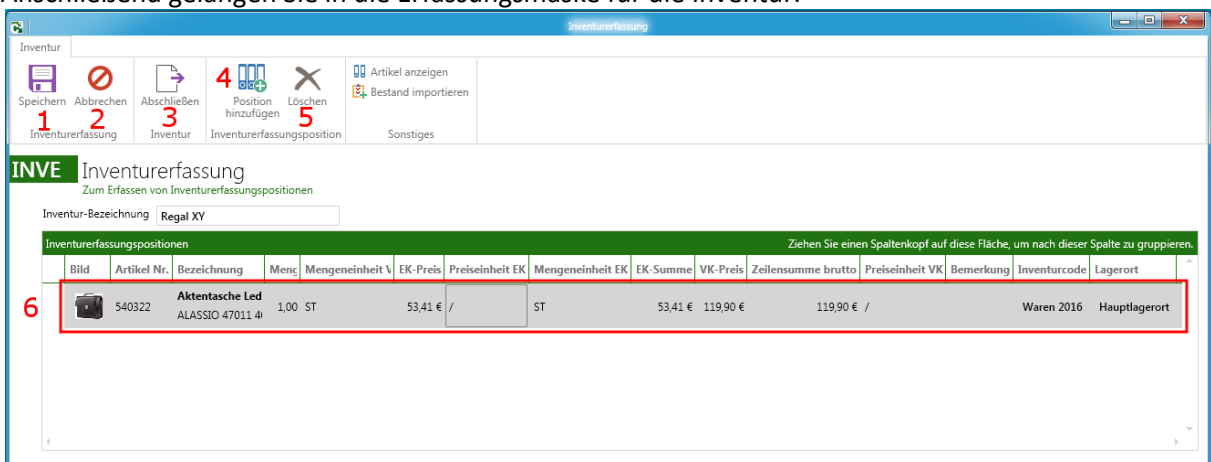 Anschließend gelangen Sie in die Erfassungsmaske für die Inventur.
Inventurerfassung
Inventur
4
Speichern Abbrechen Abschließen Position hinzufügen Löschen
Artikel anzeigen
Bestand importieren
1 2 3 5
Inventurerfassung Inventur Inventurerfassungsposition Sonstiges
INVE Inventurerfassung
Zum Erfassen von Inventurerfassungspositionen
Inventur-Bezeichnung Regal XY
Inventurerfassungspositionen Ziehen Sie einen Spaltenkopf auf diese Fläche, um nach dieser Spalte zu gruppieren.
Bild Artikel Nr. Bezeichnung Meng Mengeneinheit V EK-Preis Preiseinheit EK Mengeneinheit EK EK-Summe VK-Preis Zeilensumme brutto Preiseinheit VK Bemerkung Inventurcode Lagerort
6 540322 Aktentasche Led 1,00 ST 53,41 € / ST 53,41 € 119,90 € 119,90 € / Waren 2016 Hauptlagerort
ALASSIO 47011 4